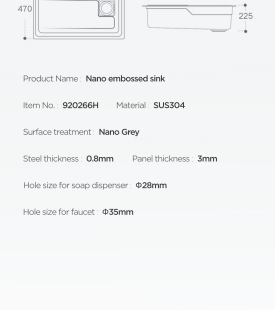 470
225
Product Name : Nano embossed sink
Item No. : 920266H Material : SUS304
Surface treatment : Nano Grey
Steel thickness : 0.8mm Panel thickness : 3mm
Hole size for soap dispenser : Φ28mm
Hole size for faucet : Φ35mm